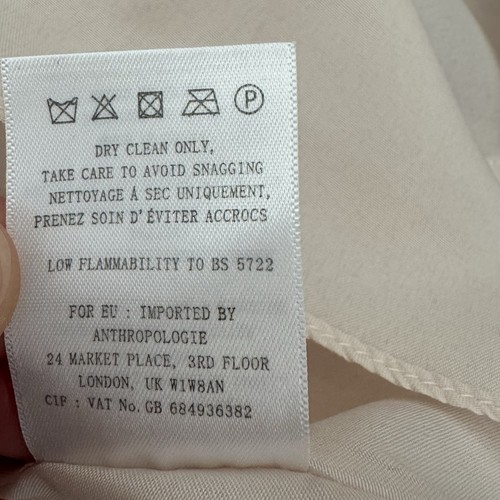 P
DRY CLEAN ONLY,
TAKE CARE TO AVOID SNAGGING
NETTOYAGE À SEC UNIQUEMENT,
PRENEZ SOIN D'ÉVITER ACCROCS
LOW FLAMMABILITY TO BS 5722
FOR EU : IMPORTED BY
ANTHROPOLOGIE
24 MARKET PLACE, 3RD FLOOR
LONDON, UK W1W8AN
CIF : VAT No. GB 684936382